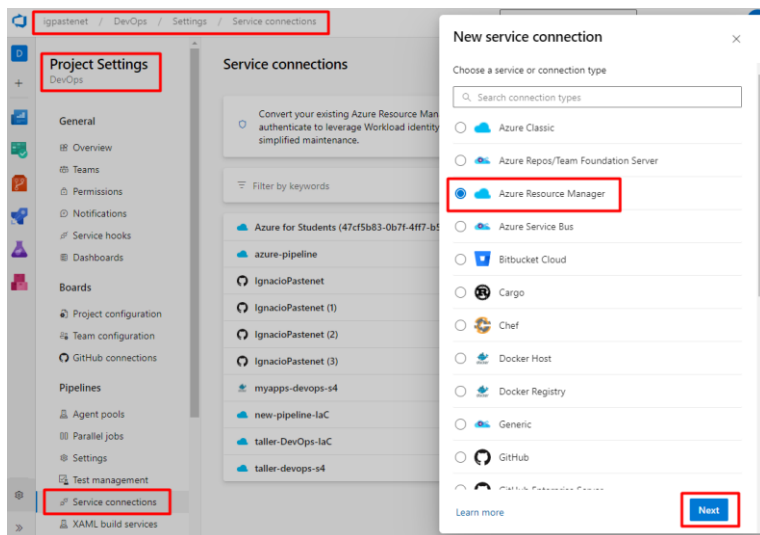 igpastenet / DevOps / Settings / Service connections
D
Project Settings
DevOps
General
Overview
Teams
Permissions
Notifications
Service hooks
Dashboards
Boards
Project configuration
Team configuration
GitHub connections
Pipelines
Agent pools
Parallel jobs
Settings
Test management
Service connections
XAML build services
Service connections
Convert your existing Azure Resource Man
authenticate to leverage Workload identity
simplified maintenance.
Filter by keywords
Azure for Students (47cf5b83-0b7f-4ff7-b5
azure-pipeline
IgnacioPastenet
IgnacioPastenet (1)
IgnacioPastenet (2)
IgnacioPastenet (3)
myapps-devops-s4
new-pipeline-IaC
taller-DevOps-IaC
taller-devops-s4
New service connection
Choose a service or connection type
Search connection types
Azure Classic
Azure Repos/Team Foundation Server
Azure Resource Manager
Azure Service Bus
Bitbucket Cloud
Cargo
Chef
Docker Host
Docker Registry
Generic
GitHub
GitHub Enterprise Server
Learn more
Next